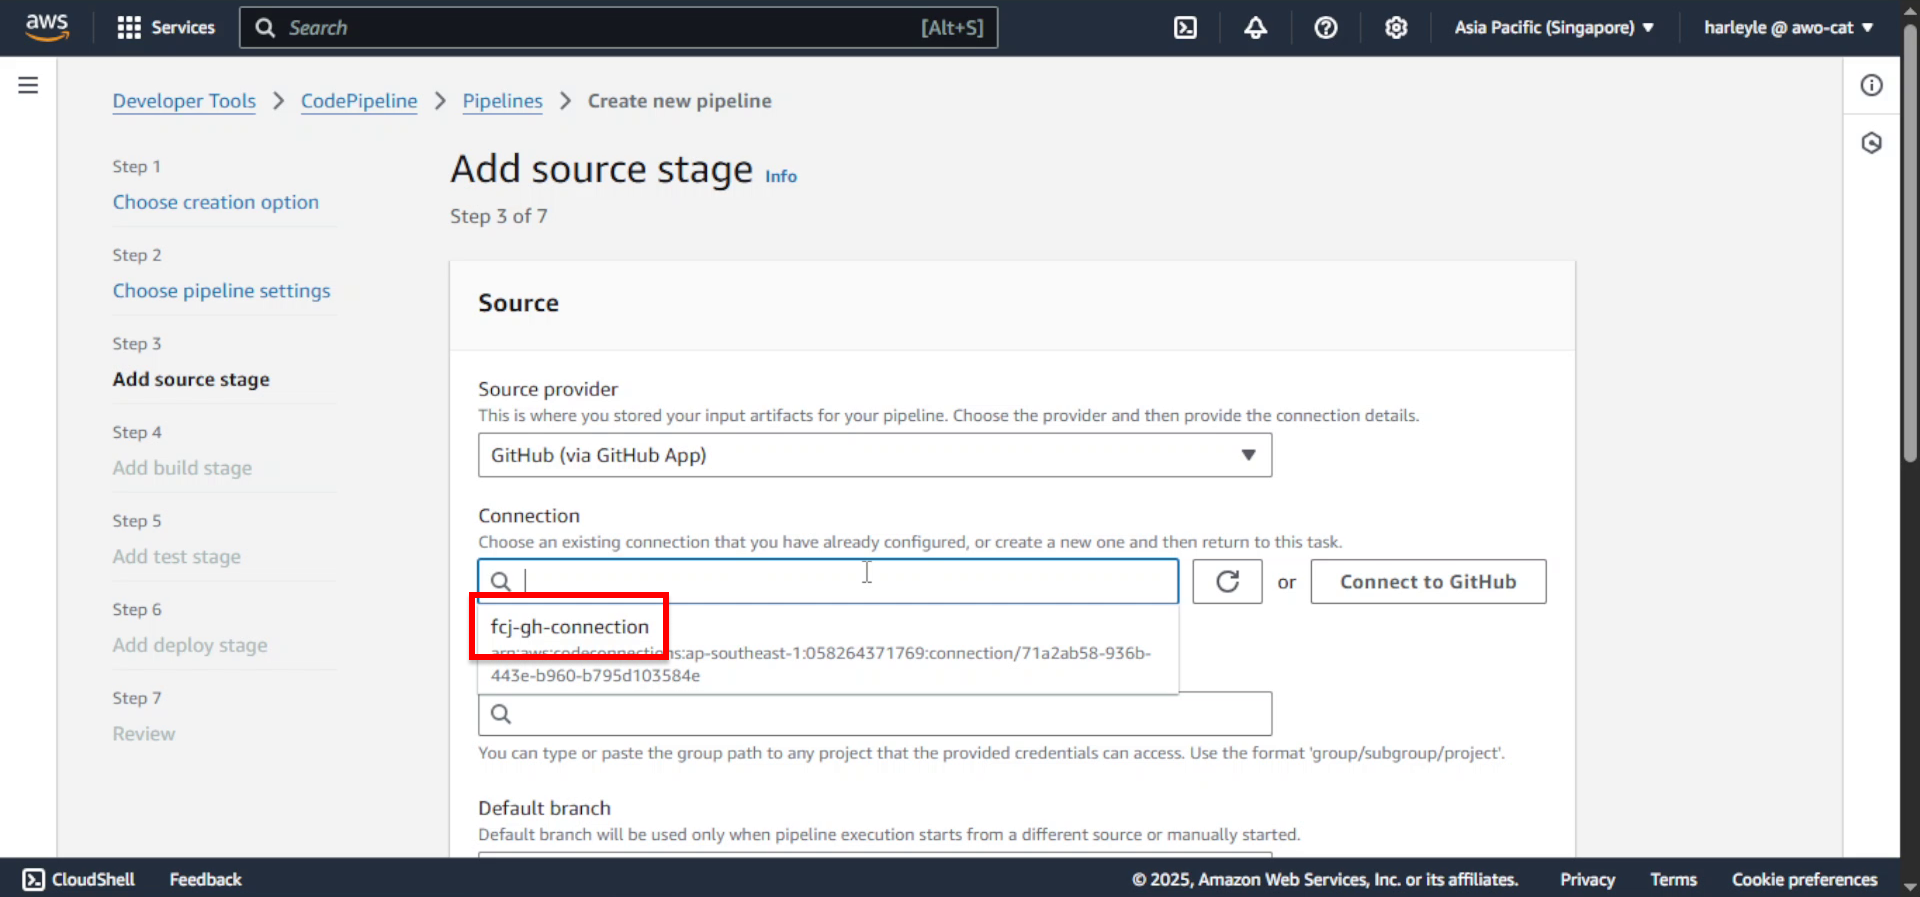 aws
Services
Search
[Alt+S]
Asia Pacific (Singapore)
harleyle @ awo-cat
Developer Tools
CodePipeline
Pipelines
Create new pipeline
Step 1
Choose creation option
Step 2
Choose pipeline settings
Step 3
Add source stage
Step 4
Add build stage
Step 5
Add test stage
Step 6
Add deploy stage
Step 7
Review
Add source stage Info
Step 3 of 7
Source
Source provider
This is where you stored your input artifacts for your pipeline. Choose the provider and then provide the connection details.
GitHub (via GitHub App)
Connection
Choose an existing connection that you have already configured, or create a new one and then return to this task.
or
Connect to GitHub
fcj-gh-connection
arn:aws:codeconnections:ap-southeast-1:058264371769:connection/71a2ab58-936b-
443e-b960-b795d103584e
You can type or paste the group path to any project that the provided credentials can access. Use the format 'group/subgroup/project'.
Default branch
Default branch will be used only when pipeline execution starts from a different source or manually started.
CloudShell
Feedback
© 2025, Amazon Web Services, Inc. or its affiliates.
Privacy
Terms
Cookie preferences